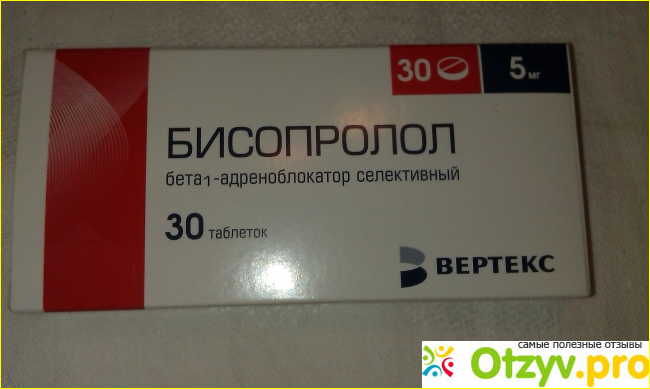 30 5 мг
БИСОПРОЛОЛ
бета1-адреноблокатор селективный
30 таблеток
ВЕРТЕКС
самые полезные отзывы
Otzyv.pro